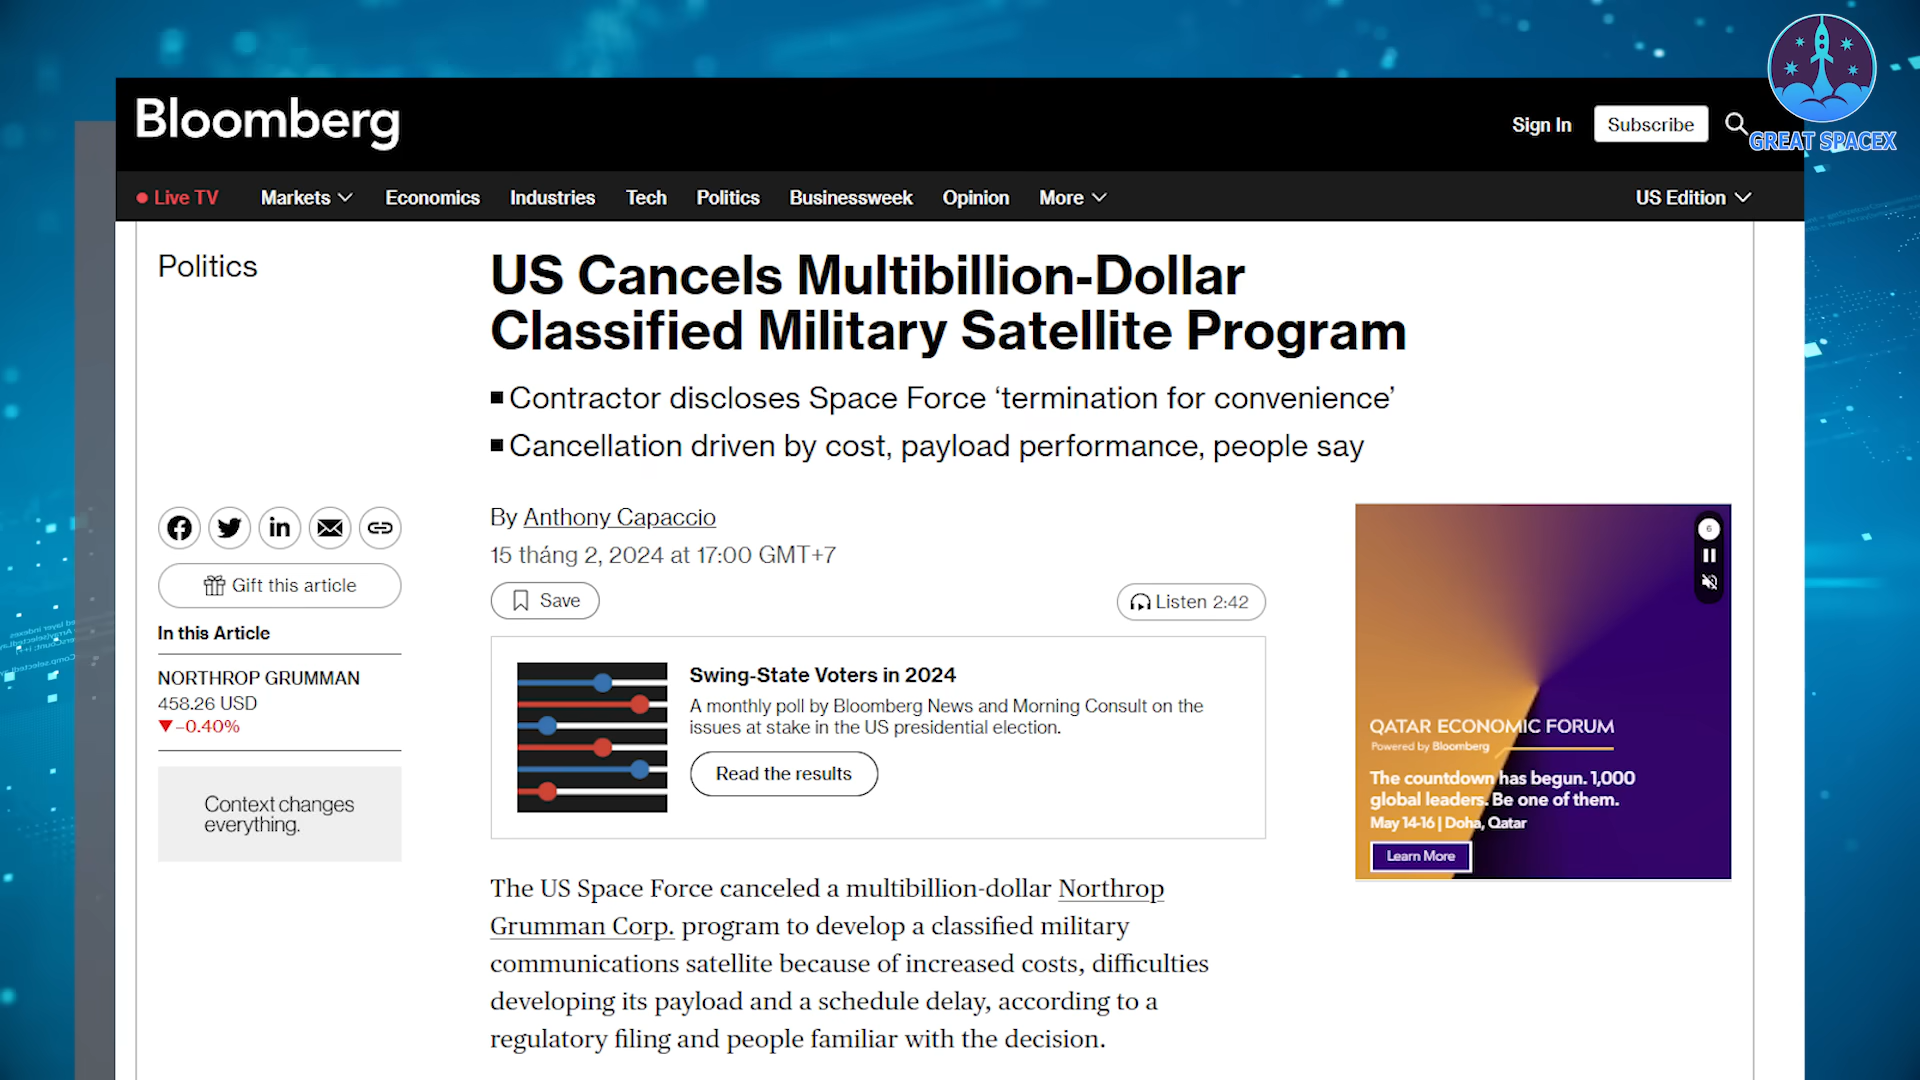 GREAT SPACEX
Bloomberg
Sign In
Subscribe
Live TV
Markets
Economics
Industries
Tech
Politics
Businessweek
Opinion
More
US Edition
Politics
US Cancels Multibillion-Dollar
Classified Military Satellite Program
Contractor discloses Space Force ‘termination for convenience’
Cancellation driven by cost, payload performance, people say
By Anthony Capaccio
15 tháng 2, 2024 at 17:00 GMT+7
Save
Listen 2:42
Gift this article
In this Article
NORTHROP GRUMMAN
458.26 USD
▼−0.40%
Context changes
everything.
Swing-State Voters in 2024
A monthly poll by Bloomberg News and Morning Consult on the
issues at stake in the US presidential election.
Read the results
6
QATAR ECONOMIC FORUM
Powered by Bloomberg
The countdown has begun. 1,000
global leaders. Be one of them.
May 14-16 | Doha, Qatar
Learn More
The US Space Force canceled a multibillion-dollar Northrop
Grumman Corp. program to develop a classified military
communications satellite because of increased costs, difficulties
developing its payload and a schedule delay, according to a
regulatory filing and people familiar with the decision.